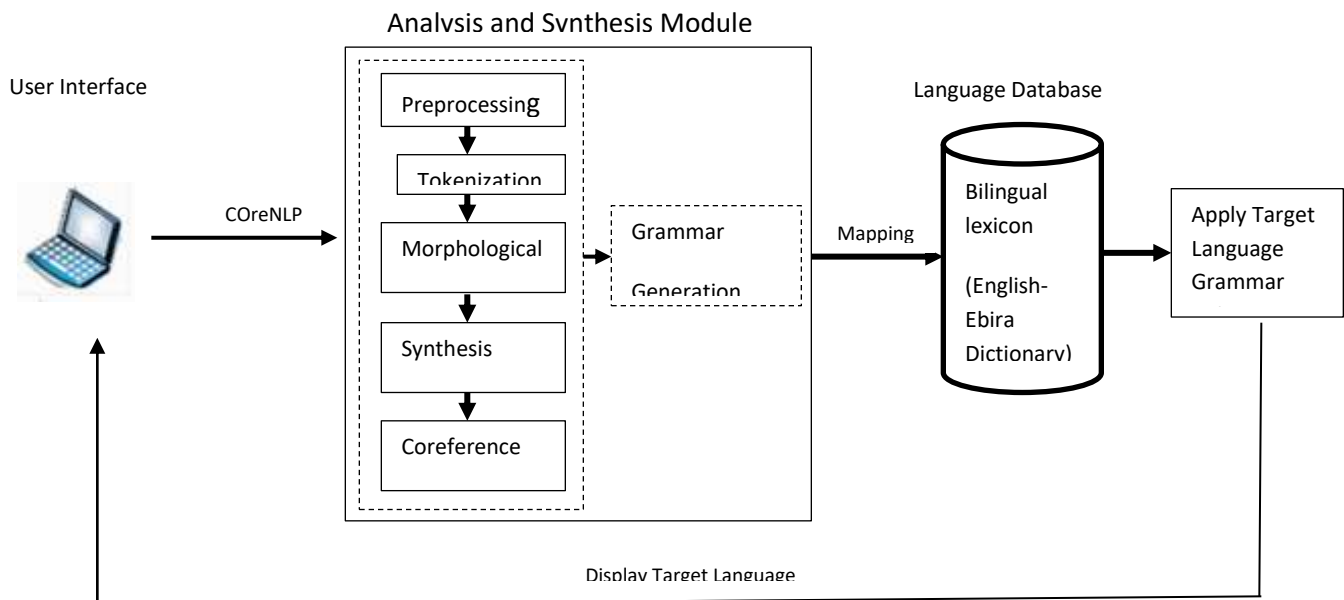 Analysis and Synthesis Module
User Interface
Language Database
Preprocessing
Tokenization
COreNLP
Morphological
Synthesis
Coreference
Grammar
Generation
Mapping
Bilingual
lexicon
(English-
Ebira
Dictionary)
Apply Target
Language
Grammar
Display Target Language